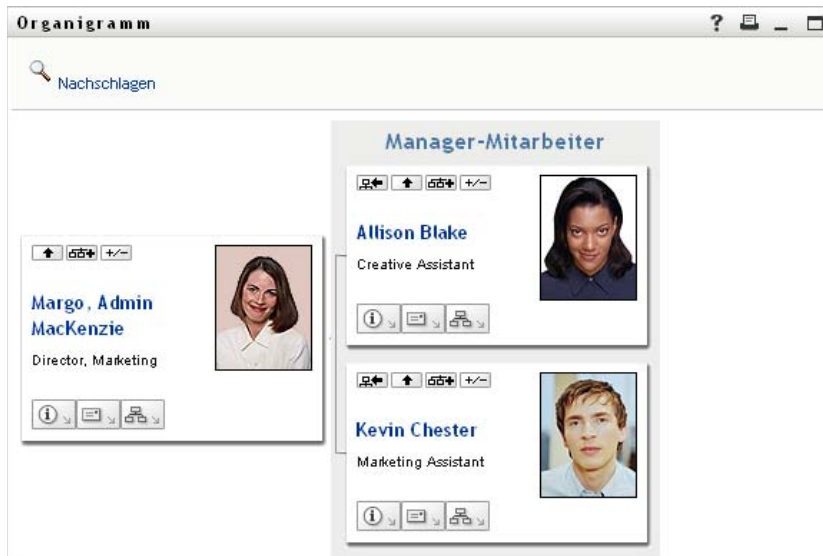 Organigramm
?
Nachschlagen
Manager-Mitarbeiter
+/-
Allison Blake
Creative Assistant
+/-
Margo, Admin
MacKenzie
Director, Marketing
+/-
Kevin Chester
Marketing Assistant